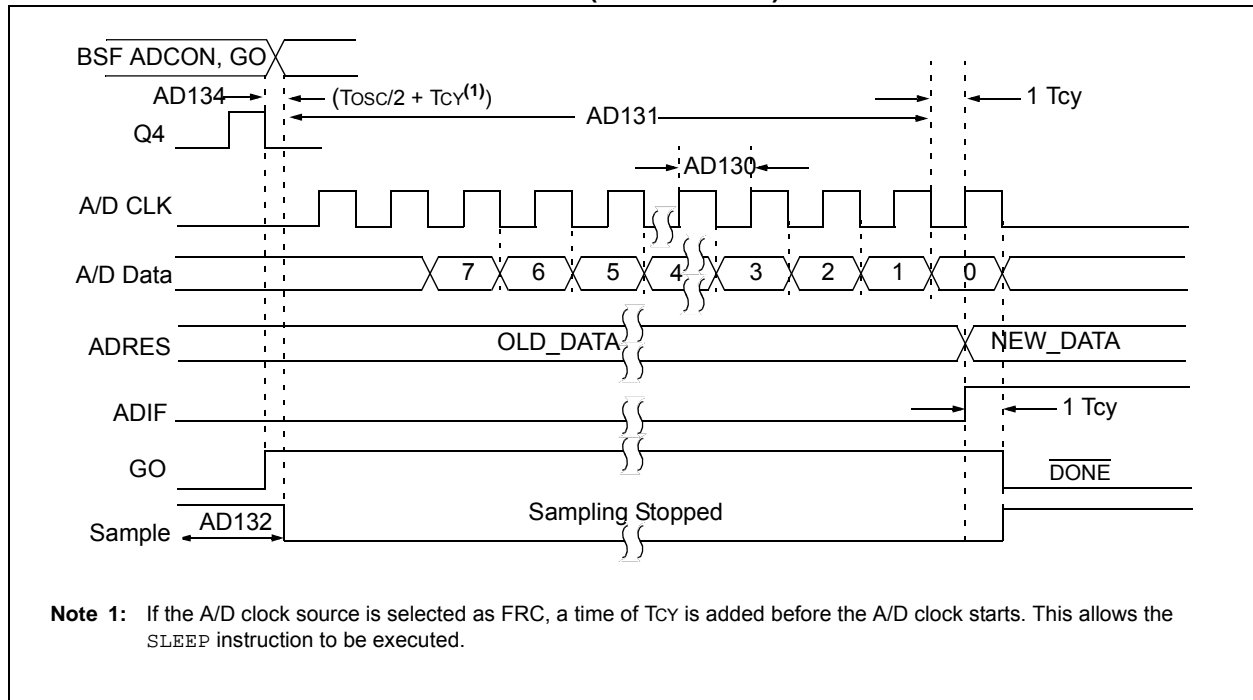 BSF ADCON, GO
AD134
(TOSC/2 + TCY(1))
1 Tcy
AD131
Q4
AD130
A/D CLK
A/D Data
7 6 5 4 3 2 1 0
ADRES
OLD_DATA
NEW_DATA
ADIF
1 Tcy
GO
DONE
Sample
AD132
Sampling Stopped
Note 1: If the A/D clock source is selected as FRC, a time of TCY is added before the A/D clock starts. This allows the
SLEEP instruction to be executed.